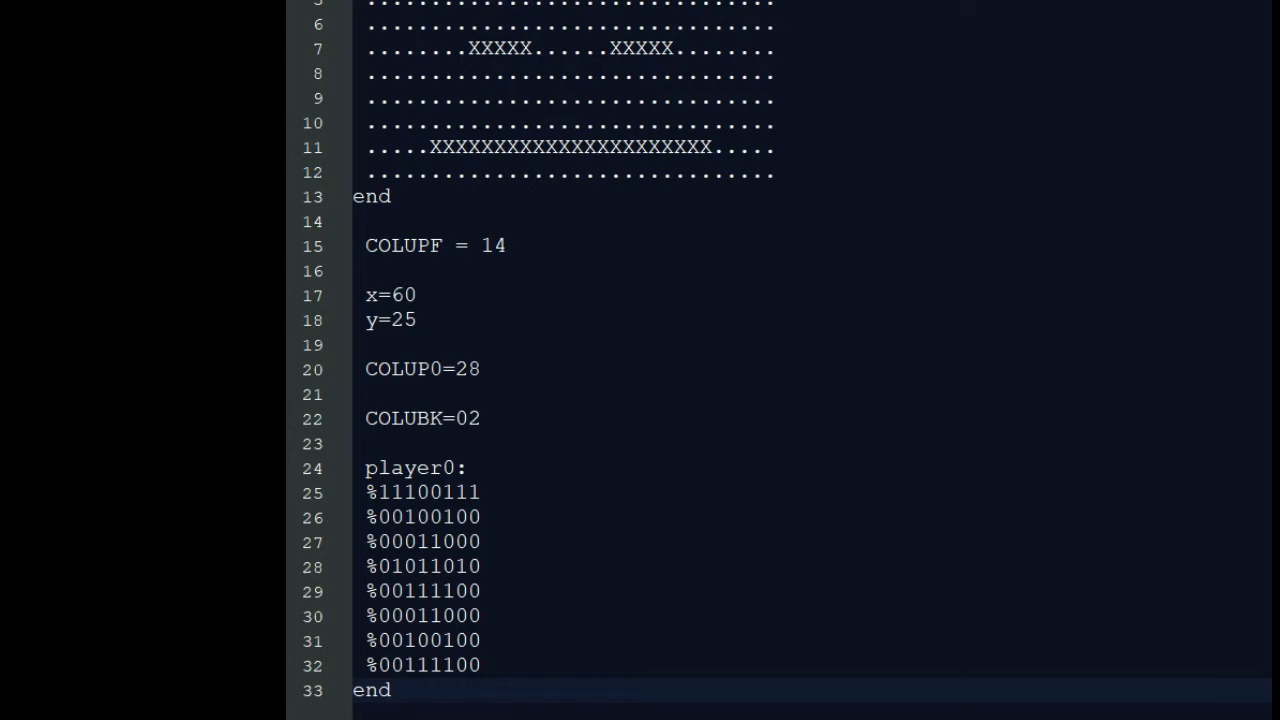 5 ................................
6 ................................
7 ........XXXXX......XXXXX........
8 ................................
9 ................................
10 ................................
11 .....XXXXXXXXXXXXXXXXXXXXXX.....
12 ................................
13 end
14
15 COLUPF = 14
16
17 x=60
18 y=25
19
20 COLUP0=28
21
22 COLUBK=02
23
24 player0:
25 %11100111
26 %00100100
27 %00011000
28 %01011010
29 %00111100
30 %00011000
31 %00100100
32 %00111100
33 end